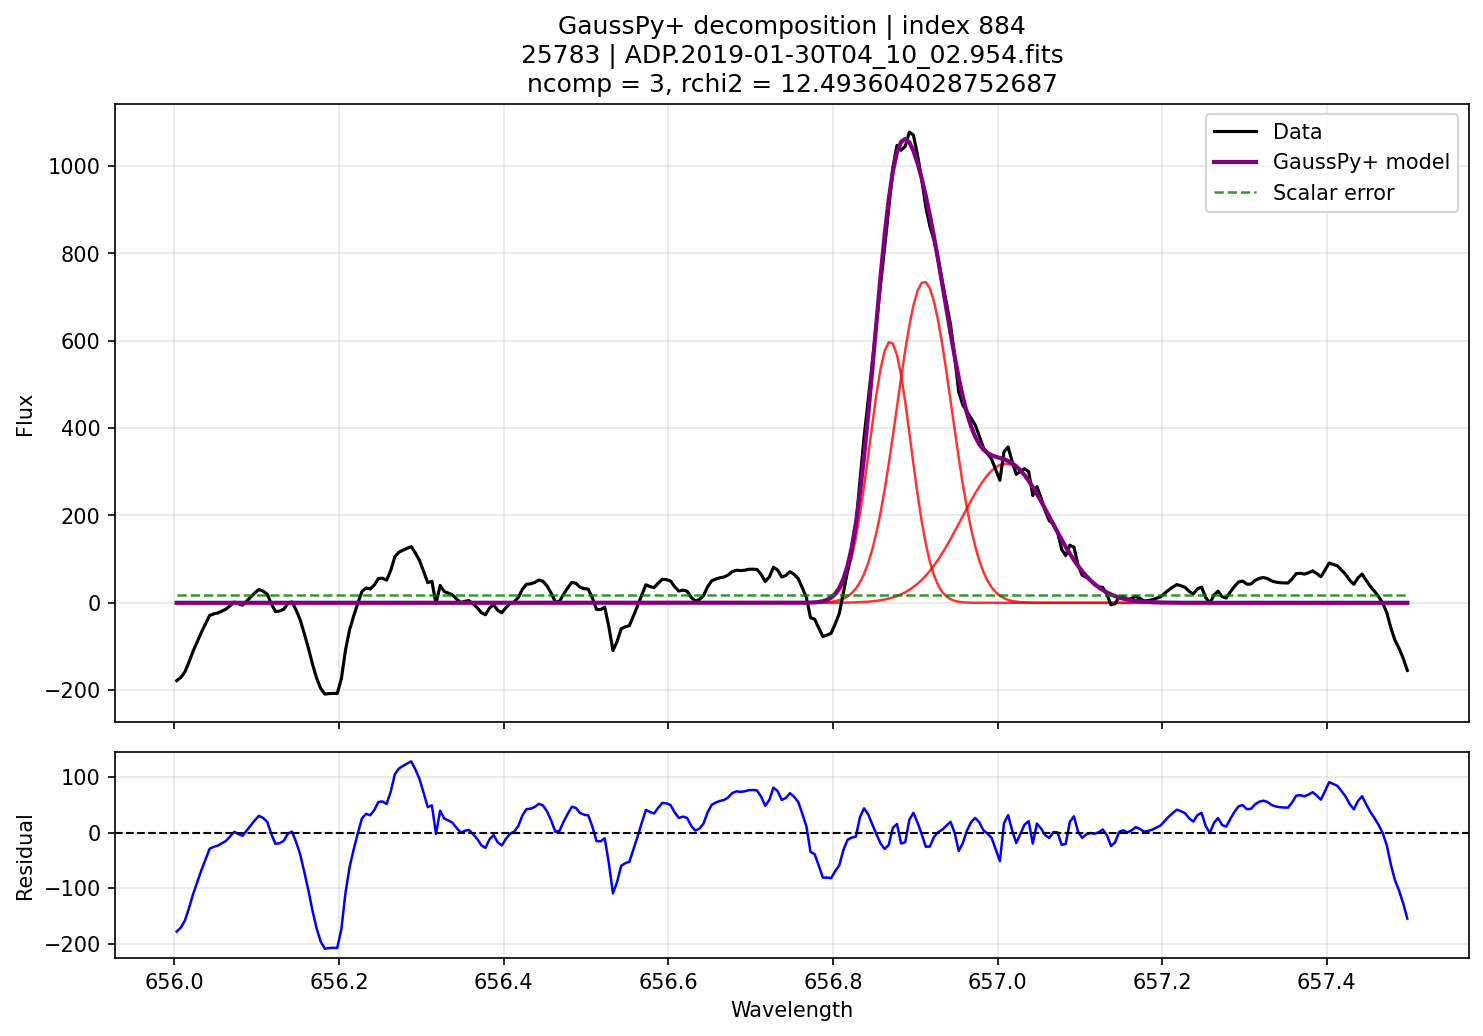 GaussPy+ decomposition | index 884
25783 | ADP.2019-01-30T04_10_02.954.fits
ncomp = 3, rchi2 = 12.493604028752687
Data
GaussPy+ model
Scalar error
Flux
1000
800
600
400
200
0
−200
Residual
100
0
−100
−200
656.0
656.2
656.4
656.6
656.8
657.0
657.2
657.4
Wavelength